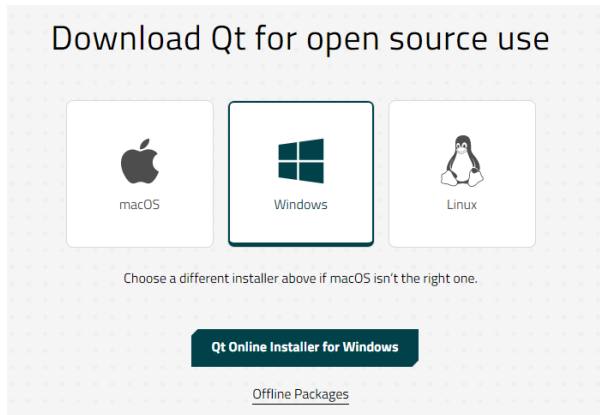 Download Qt for open source use
macOS
Windows
Linux
Choose a different installer above if macOS isn't the right one.
Qt Online Installer for Windows
Offline Packages